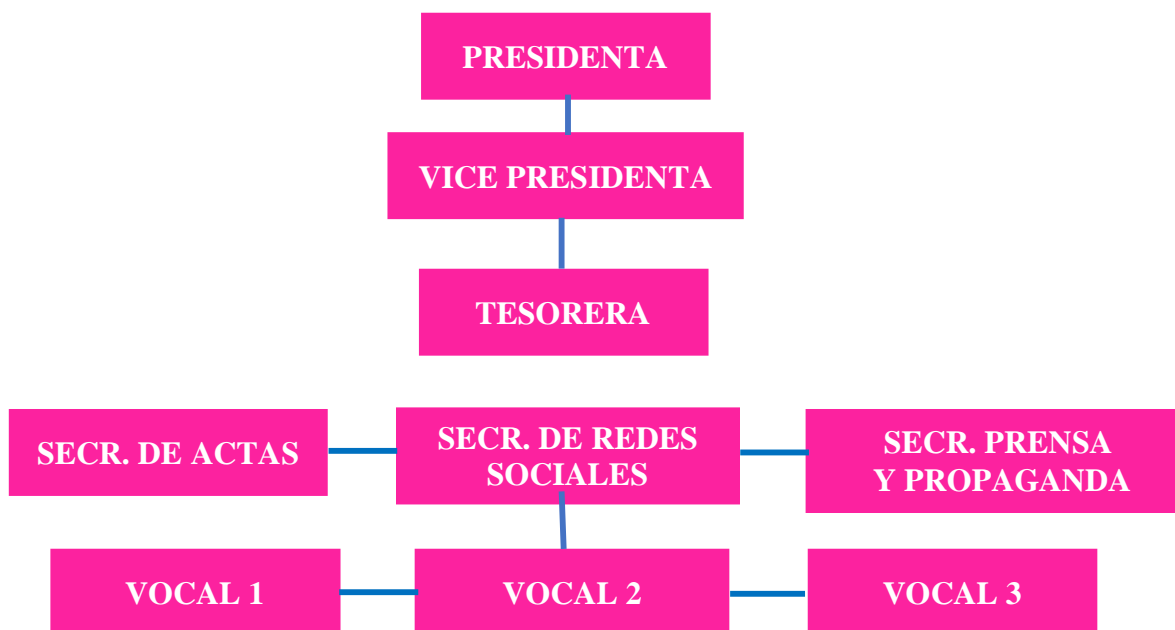 PRESIDENTA
VICE PRESIDENTA
TESORERA
SECR. DE ACTAS
SECR. DE REDES
SOCIALES
SECR. PRENSA
Y PROPAGANDA
VOCAL 1
VOCAL 2
VOCAL 3